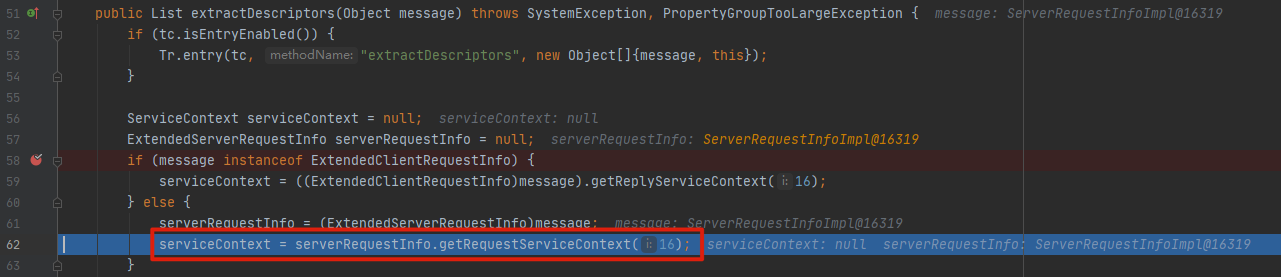 51 public List extractDescriptors(Object message) throws SystemException, PropertyGroupTooLargeException { message: ServerRequestInfoImpl@16319
52 if (tc.isEntryEnabled()) {
53 Tr.entry(tc, methodName: "extractDescriptors", new Object[]{message, this});
54 }
55
56 ServiceContext serviceContext = null; serviceContext: null
57 ExtendedServerRequestInfo serverRequestInfo = null; serverRequestInfo: ServerRequestInfoImpl@16319
58 if (message instanceof ExtendedClientRequestInfo) {
59 serviceContext = ((ExtendedClientRequestInfo)message).getReplyServiceContext( i: 16);
60 } else {
61 serverRequestInfo = (ExtendedServerRequestInfo)message; message: ServerRequestInfoImpl@16319
62 serviceContext = serverRequestInfo.getRequestServiceContext( i: 16); serviceContext: null serverRequestInfo: ServerRequestInfoImpl@16319
63 }